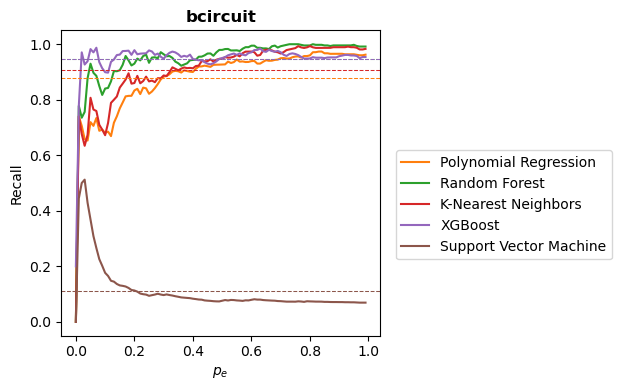 bcircuit
Recall
1.0
0.8
0.6
0.4
0.2
0.0
0.0 0.2 0.4 0.6 0.8 1.0
pₑ
Polynomial Regression
Random Forest
K-Nearest Neighbors
XGBoost
Support Vector Machine